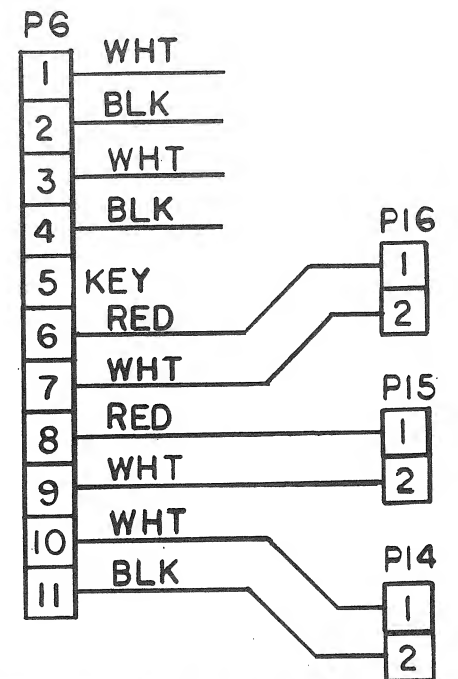 P6
1 WHT
2 BLK
3 WHT
4 BLK
5 KEY
6 RED
7 WHT
8 RED
9 WHT
10 WHT
11 BLK
P16
1
2
P15
1
2
P14
1
2